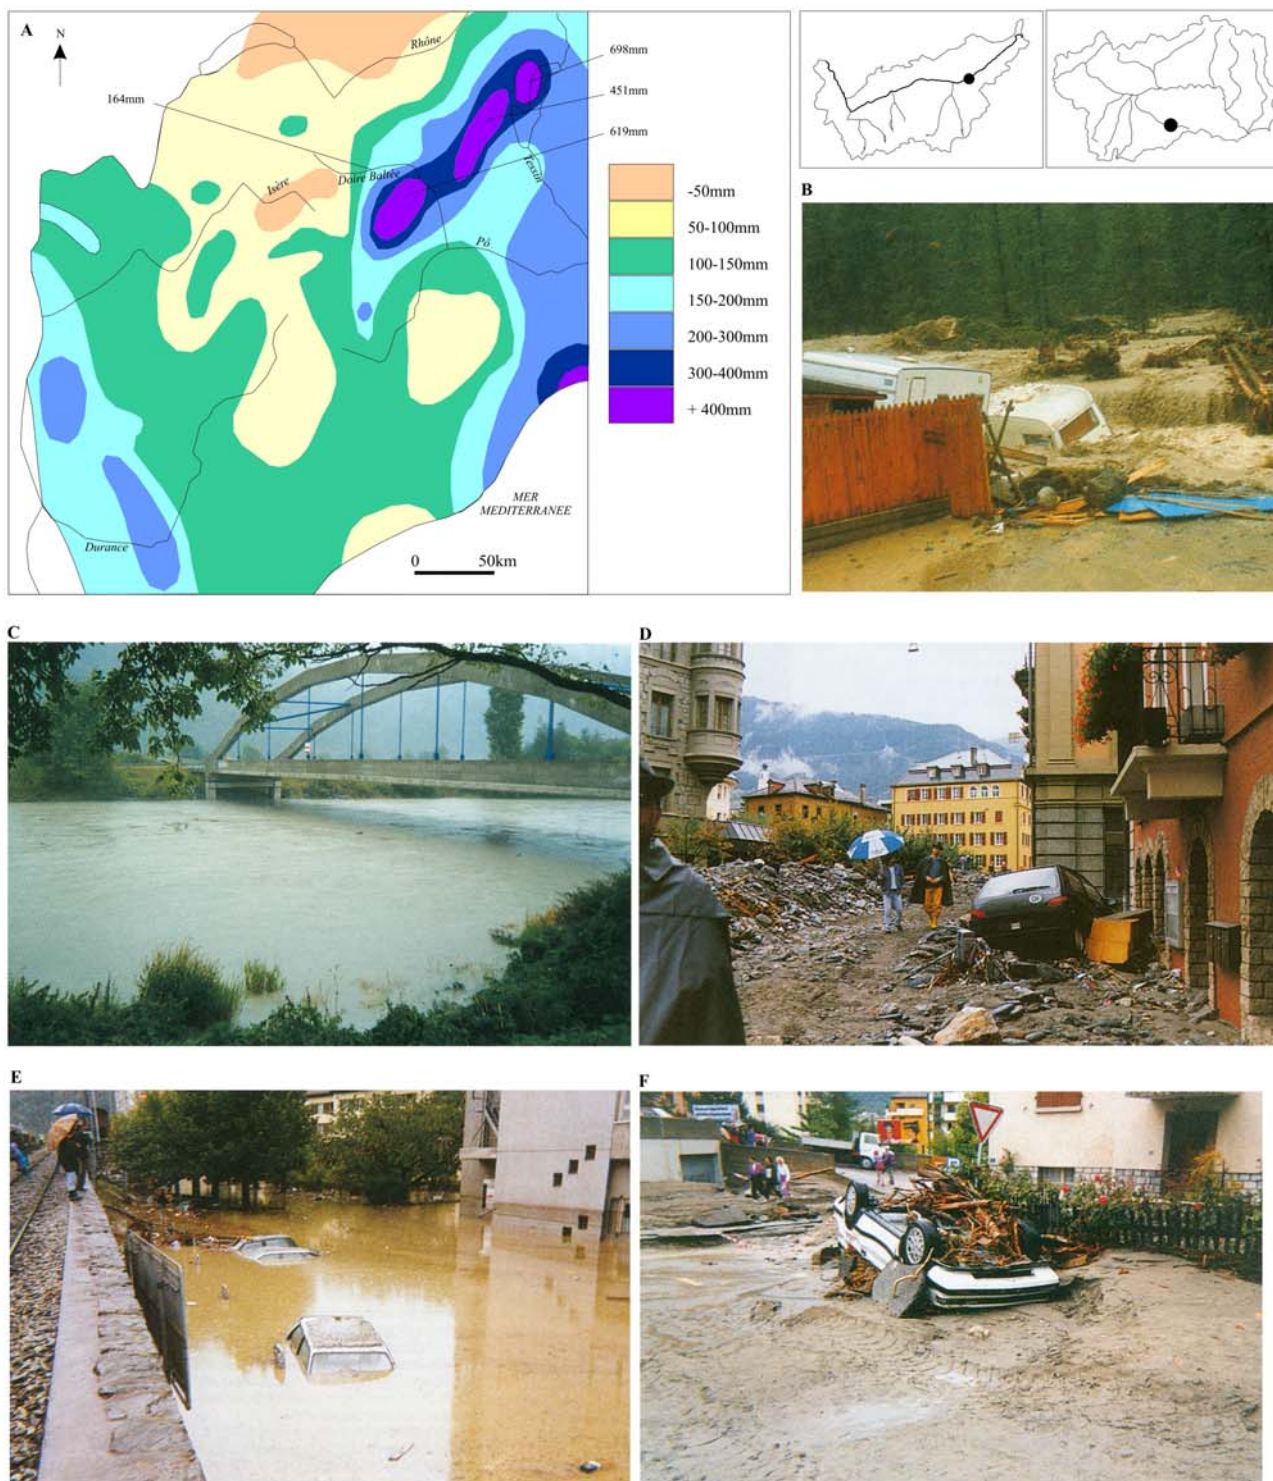 A
N
Rhône
698mm
164mm
451mm
619mm
Tessin
Isère
Doire Baltée
-50mm
Pô
50-100mm
100-150mm
150-200mm
200-300mm
300-400mm
+ 400mm
MER
MEDITERRANEE
Durance
0 50km
B
C
D
E
F